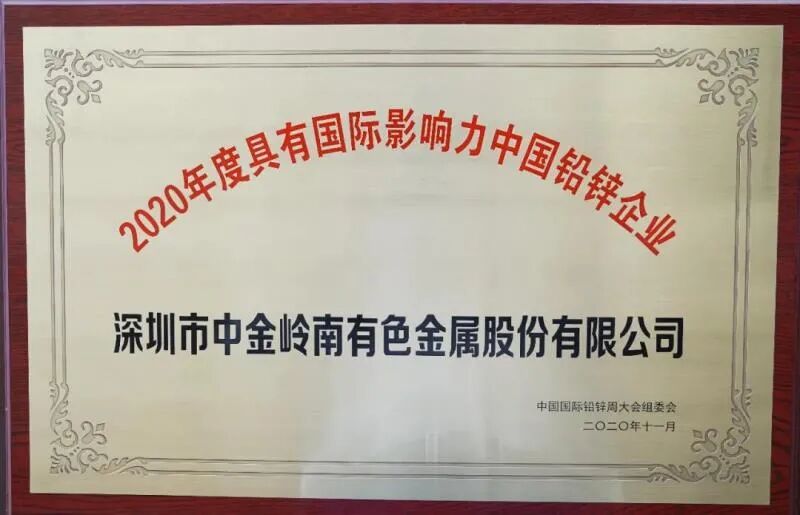 2020年度具有国际影响力中国铅锌企业
深圳市中金岭南有色金属股份有限公司
中国国际铅锌周大会组委会
二〇二〇年十一月